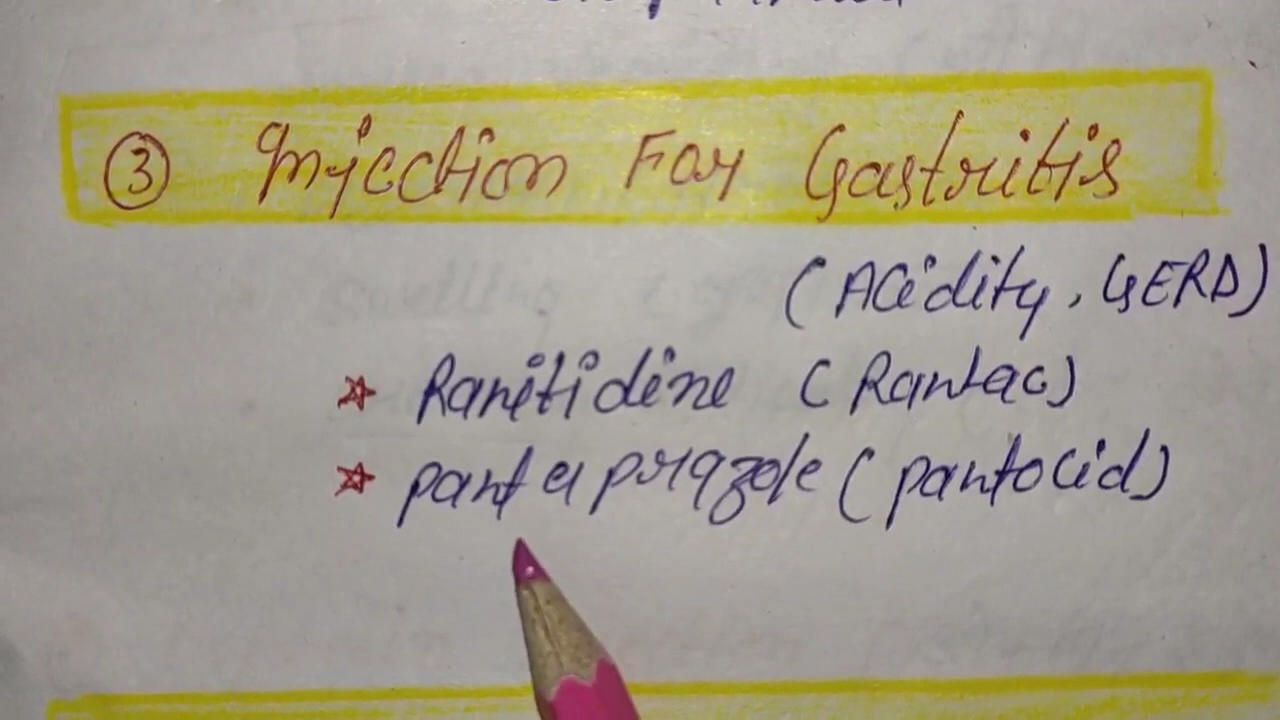 ③ Injection For Gastritis
(Acidity, GERD)
☆ Ranitidine (Rantac)
☆ pantaprazole (pantocid)